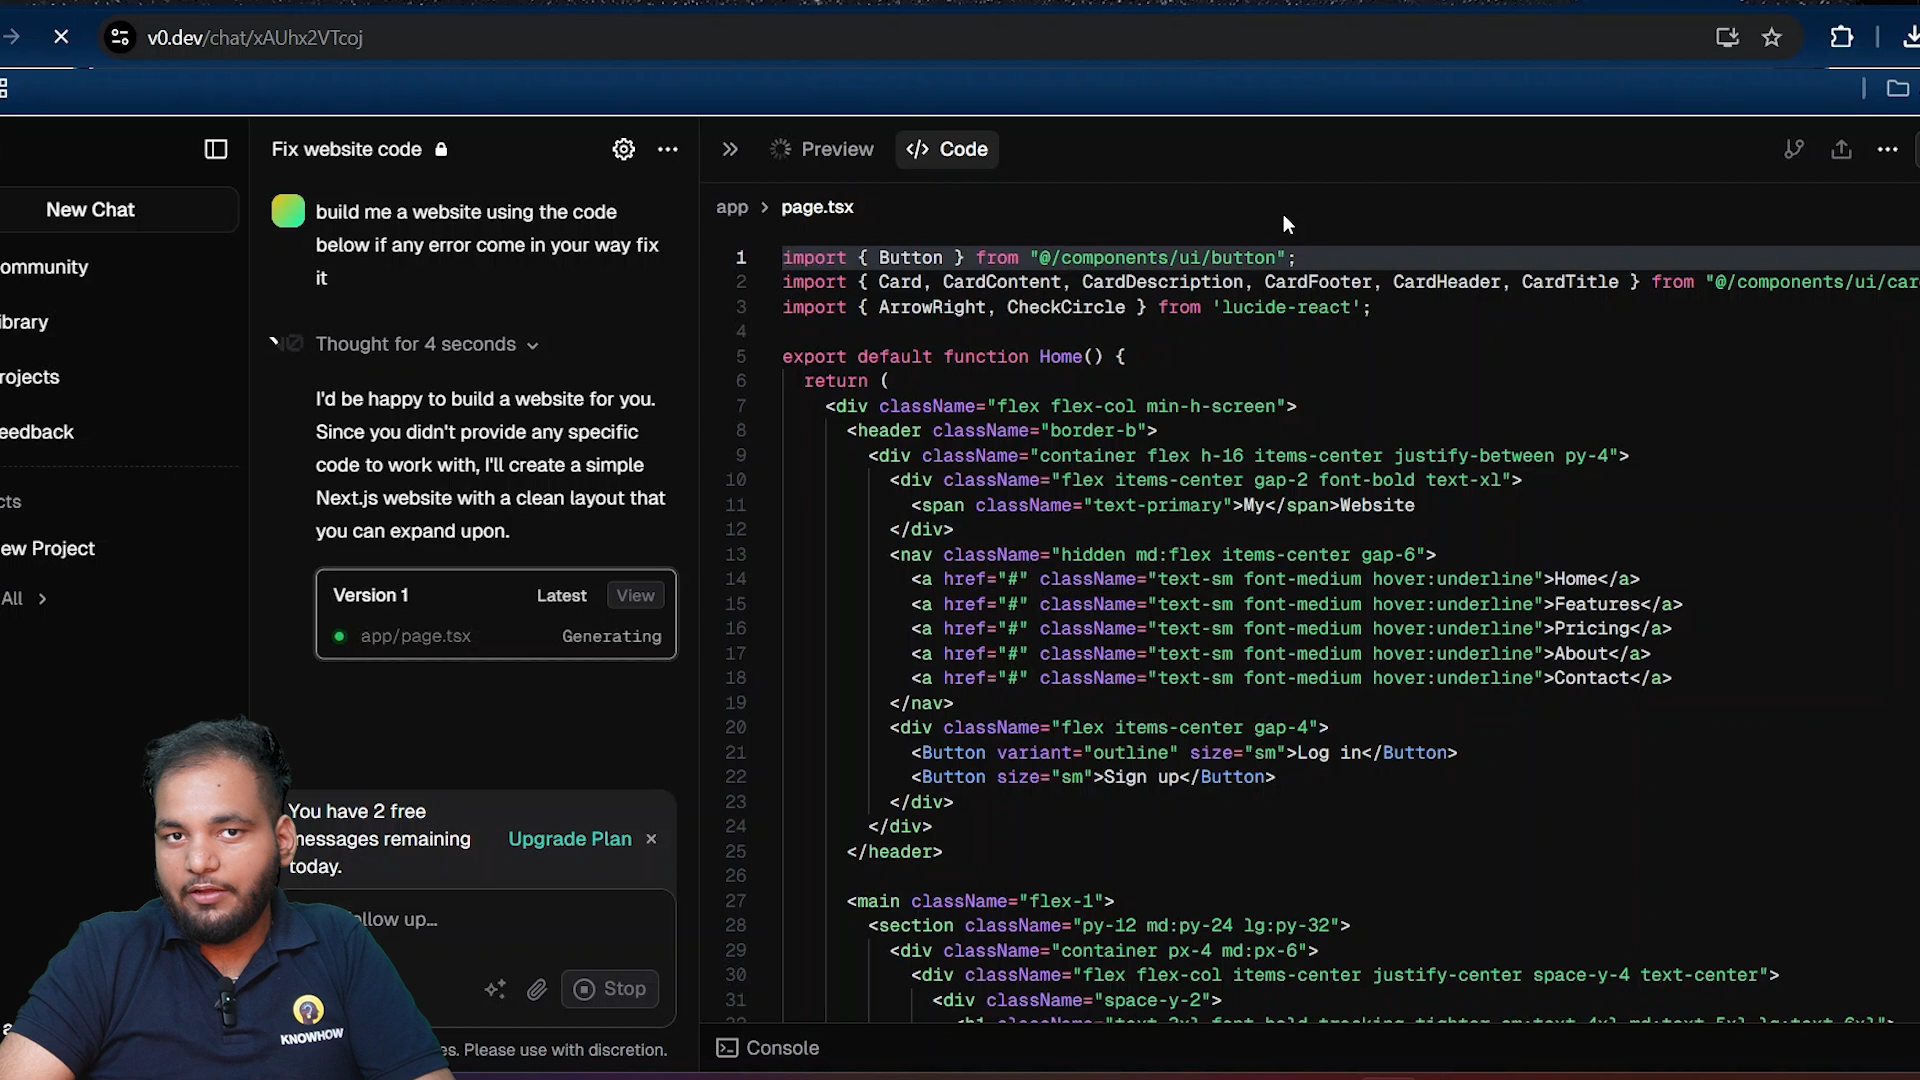 v0.dev/chat/xAUhx2VTcoj
Fix website code
New Chat
ommunity
ibrary
rojects
eedback
cts
ew Project
All
build me a website using the code
below if any error come in your way fix
it
Thought for 4 seconds
I'd be happy to build a website for you.
Since you didn't provide any specific
code to work with, I'll create a simple
Next.js website with a clean layout that
you can expand upon.
Version 1 Latest View
app/page.tsx Generating
You have 2 free
messages remaining
today.
Upgrade Plan
ollow up...
Stop
es. Please use with discretion.
KNOWHOW
Preview
</> Code
app > page.tsx
1 import { Button } from "@/components/ui/button";
2 import { Card, CardContent, CardDescription, CardFooter, CardHeader, CardTitle } from "@/components/ui/car
3 import { ArrowRight, CheckCircle } from 'lucide-react';
4
5 export default function Home() {
6 return (
7 <div className="flex flex-col min-h-screen">
8 <header className="border-b">
9 <div className="container flex h-16 items-center justify-between py-4">
10 <div className="flex items-center gap-2 font-bold text-xl">
11 <span className="text-primary">My</span>Website
12 </div>
13 <nav className="hidden md:flex items-center gap-6">
14 <a href="#" className="text-sm font-medium hover:underline">Home</a>
15 <a href="#" className="text-sm font-medium hover:underline">Features</a>
16 <a href="#" className="text-sm font-medium hover:underline">Pricing</a>
17 <a href="#" className="text-sm font-medium hover:underline">About</a>
18 <a href="#" className="text-sm font-medium hover:underline">Contact</a>
19 </nav>
20 <div className="flex items-center gap-4">
21 <Button variant="outline" size="sm">Log in</Button>
22 <Button size="sm">Sign up</Button>
23 </div>
24 </div>
25 </header>
26
27 <main className="flex-1">
28 <section className="py-12 md:py-24 lg:py-32">
29 <div className="container px-4 md:px-6">
30 <div className="flex flex-col items-center justify-center space-y-4 text-center">
31 <div className="space-y-2">
Console